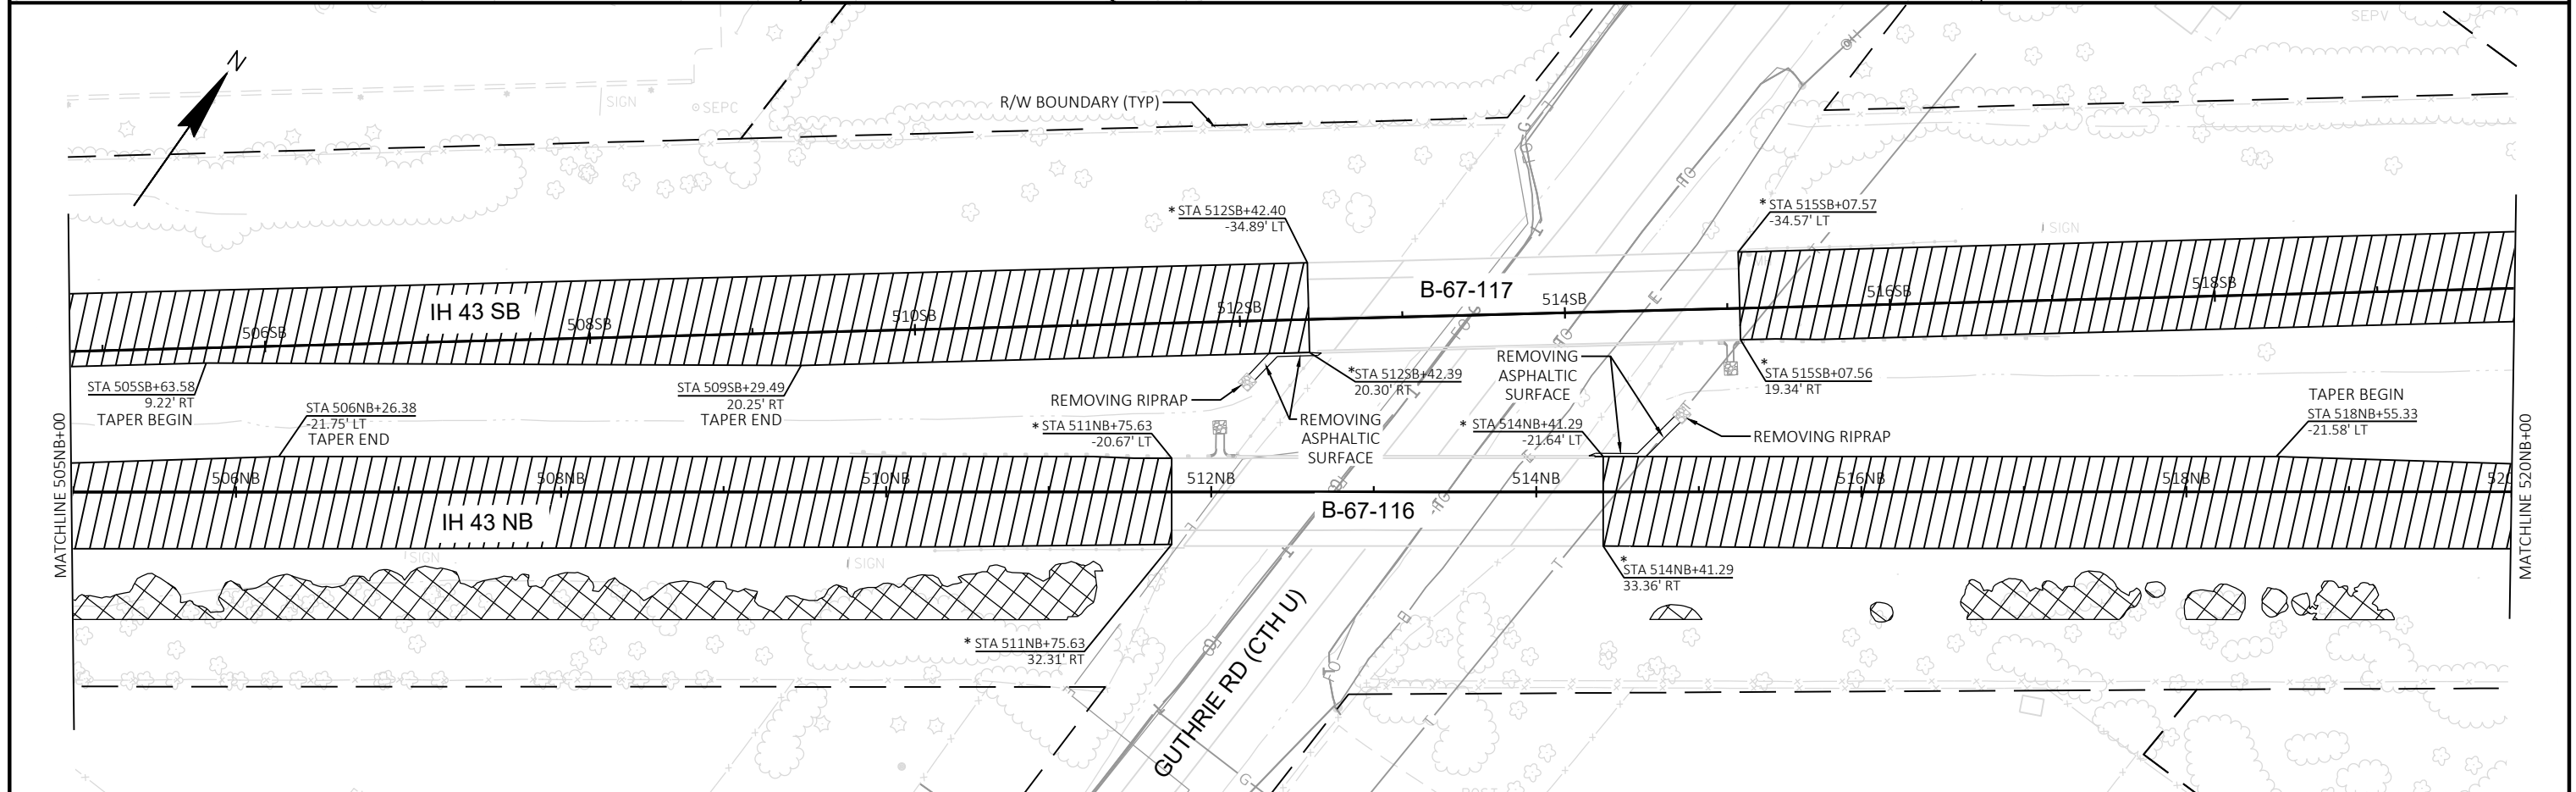 N
SIGN
SEPC
R/W BOUNDARY (TYP)
SEPV
* STA 512SB+42.40
-34.89' LT
* STA 515SB+07.57
-34.57' LT
SIGN
IH 43 SB
506SB
508SB
510SB
512SB
B-67-117
514SB
516SB
518SB
STA 505SB+63.58
9.22' RT
TAPER BEGIN
STA 509SB+29.49
20.25' RT
TAPER END
STA 506NB+26.38
-21.75' LT
TAPER END
REMOVING RIPRAP
REMOVING
ASPHALTIC
SURFACE
*STA 512SB+42.39
20.30' RT
REMOVING
ASPHALTIC
SURFACE
*
STA 515SB+07.56
19.34' RT
* STA 511NB+75.63
-20.67' LT
* STA 514NB+41.29
-21.64' LT
REMOVING RIPRAP
TAPER BEGIN
STA 518NB+55.33
-21.58' LT
MATCHLINE 505NB+00
506NB
508NB
510NB
512NB
514NB
516NB
518NB
520
MATCHLINE 520NB+00
IH 43 NB
B-67-116
SIGN
SIGN
*
STA 514NB+41.29
33.36' RT
* STA 511NB+75.63
32.31' RT
GUTHRIE RD (CTH U)